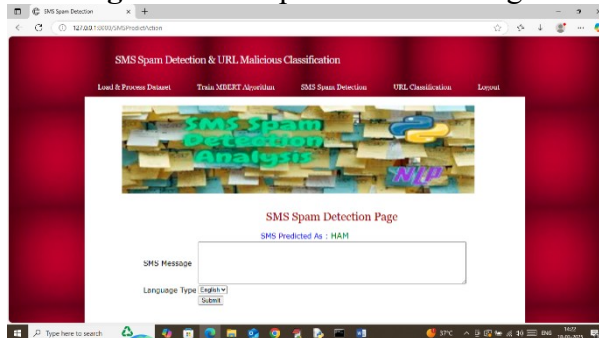 SMS Spam Detection
127.0.0.1:8000/SMSPredictAction
SMS Spam Detection & URL Malicious Classification
Load & Process Dataset Train MBERT Algorithm SMS Spam Detection URL Classification Logout
SMS Spam
Detection
Analysis
NLP
SMS Spam Detection Page
SMS Predicted As : HAM
SMS Message
Language Type English
Submit
Type here to search
37°C
ENG
14:27